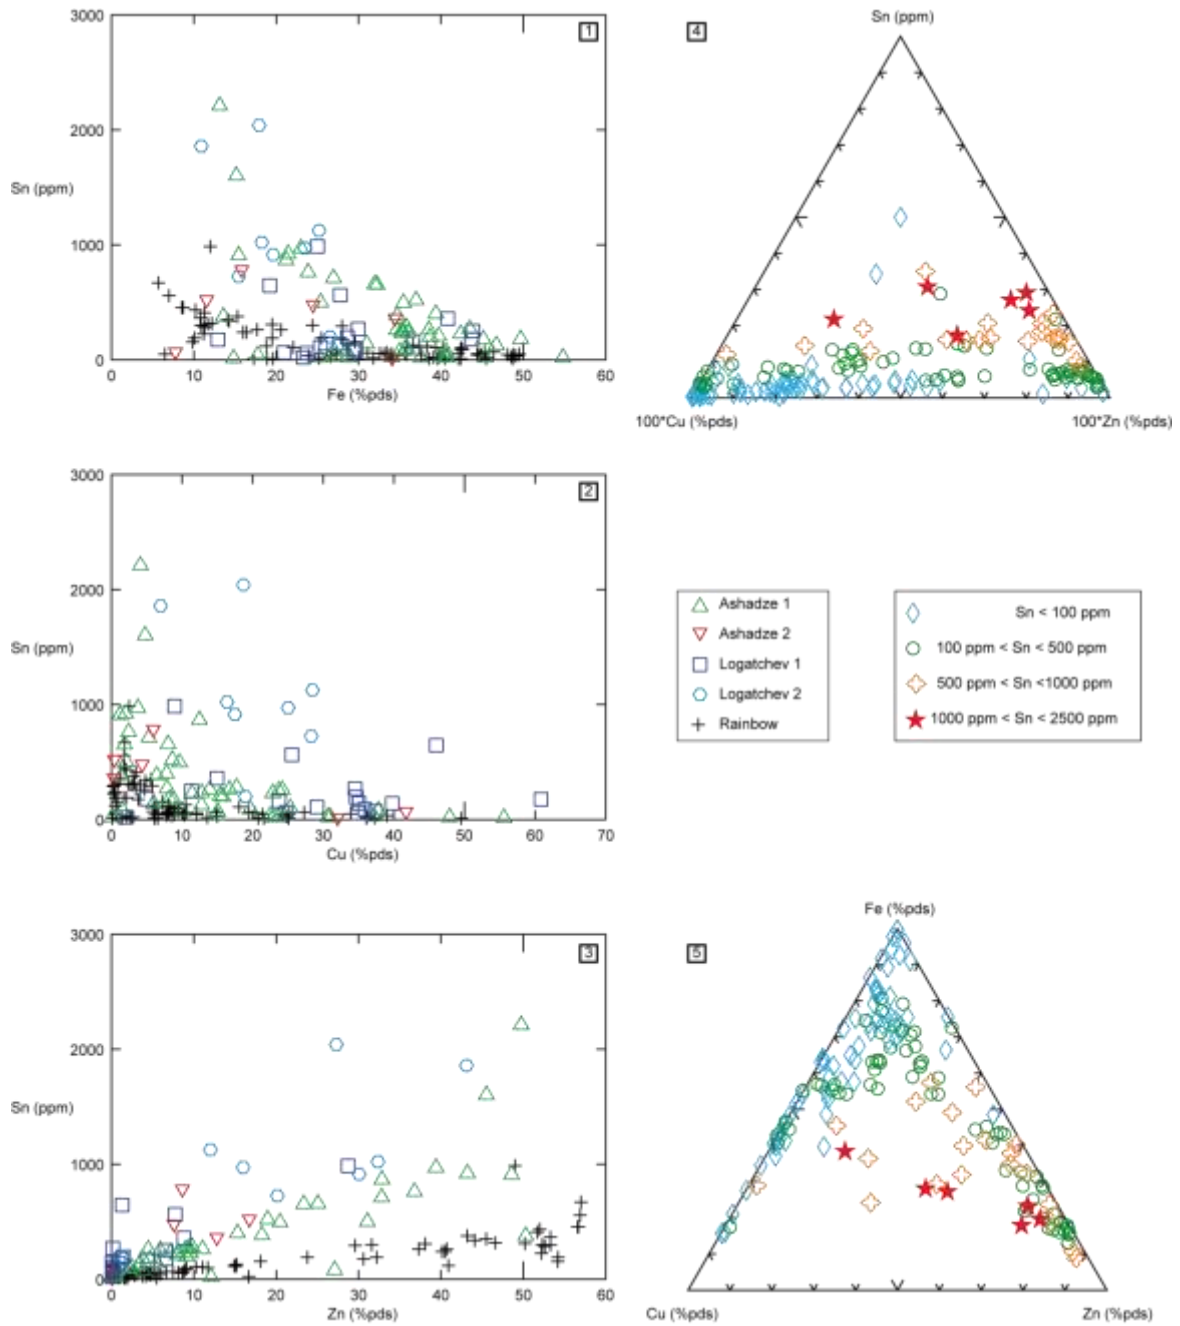 1
3000
2000
Sn (ppm)
1000
0
0 10 20 30 40 50 60
Fe (%pds)
4
Sn (ppm)
100*Cu (%pds)
100*Zn (%pds)
2
3000
2000
Sn (ppm)
1000
0
0 10 20 30 40 50 60 70
Cu (%pds)
Ashadze 1
Ashadze 2
Logatchev 1
Logatchev 2
Rainbow
Sn < 100 ppm
100 ppm < Sn < 500 ppm
500 ppm < Sn <1000 ppm
1000 ppm < Sn < 2500 ppm
3
3000
2000
Sn (ppm)
1000
0
0 10 20 30 40 50 60
Zn (%pds)
5
Fe (%pds)
Cu (%pds)
Zn (%pds)